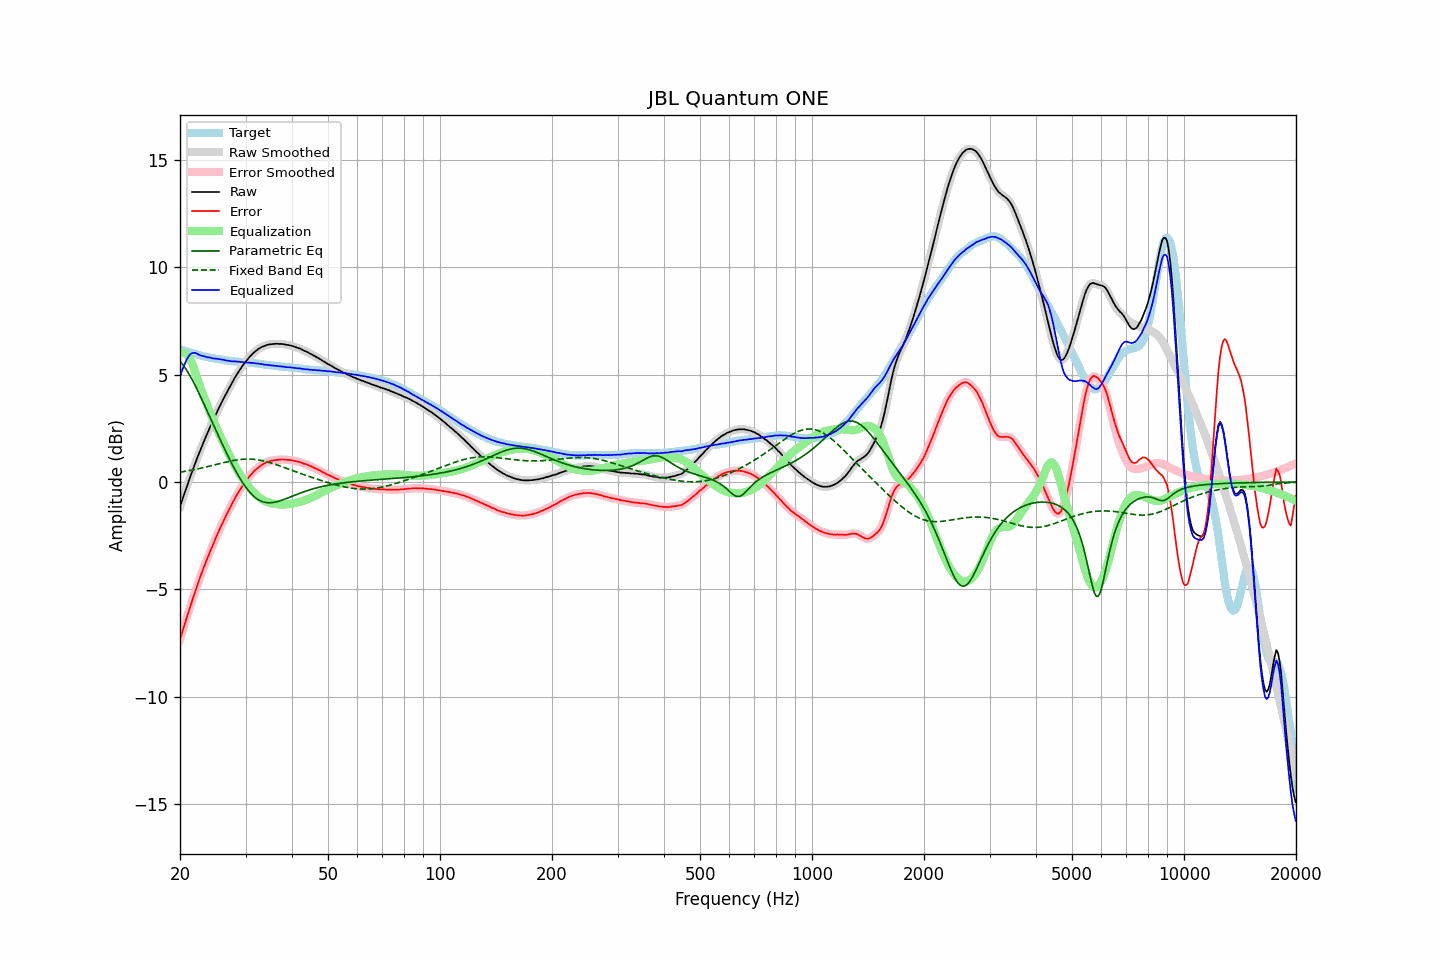 JBL Quantum ONE
Target
Raw Smoothed
Error Smoothed
Raw
Error
Equalization
Parametric Eq
Fixed Band Eq
Equalized
15
10
5
0
−5
−10
−15
Amplitude (dBr)
20 50 100 200 500 1000 2000 5000 10000 20000
Frequency (Hz)